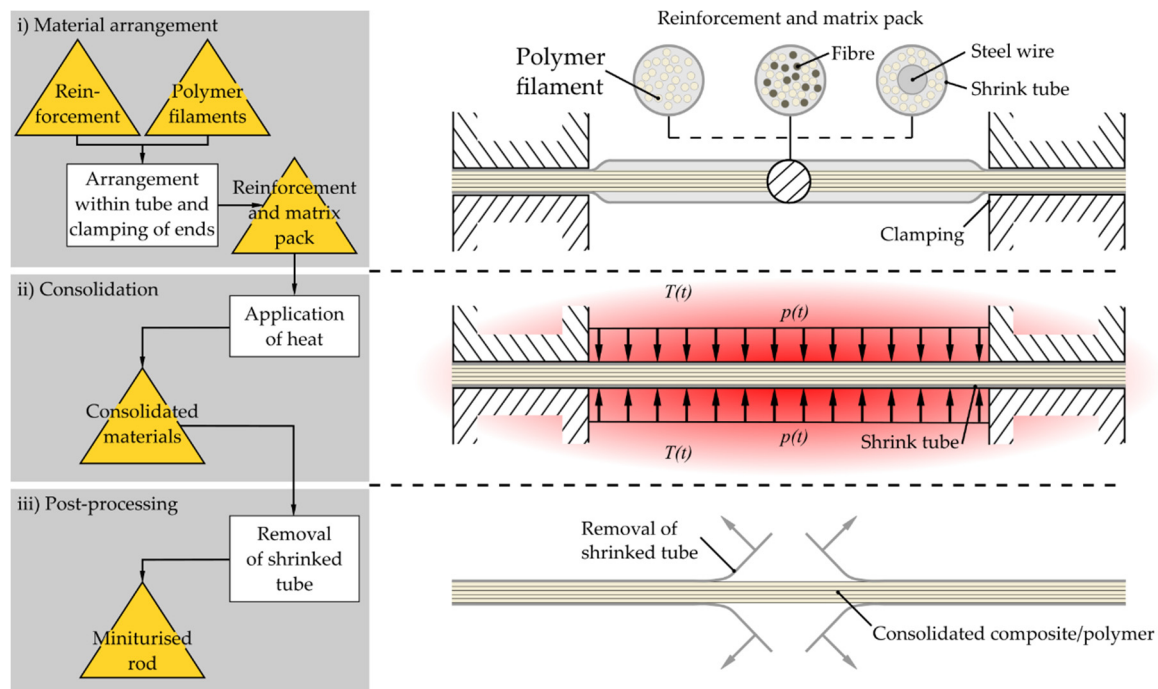 i) Material arrangement
Rein-
forcement
Polymer
filaments
Arrangement
within tube and
clamping of ends
Reinforcement
and matrix
pack
Reinforcement and matrix pack
Polymer
filament
Fibre
Steel wire
Shrink tube
Clamping
ii) Consolidation
Application
of heat
Consolidated
materials
T(t)
p(t)
p(t)
Shrink tube
T(t)
iii) Post-processing
Removal
of shrinked
tube
Miniturised
rod
Removal of
shrinked tube
Consolidated composite/polymer